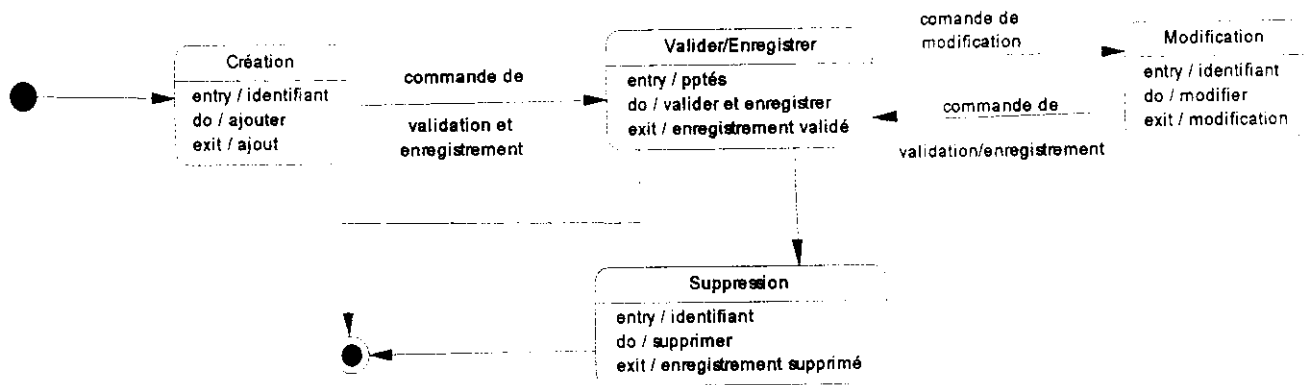 Création
entry / identifiant
do / ajouter
exit / ajout
commande de
validation et
enregistrement
Valider/Enregistrer
entry / pptés
do / valider et enregistrer
exit / enregistrement validé
comande de
modification
commande de
validation/enregistrement
Modification
entry / identifiant
do / modifier
exit / modification
Suppression
entry / identifiant
do / supprimer
exit / enregistrement supprimé